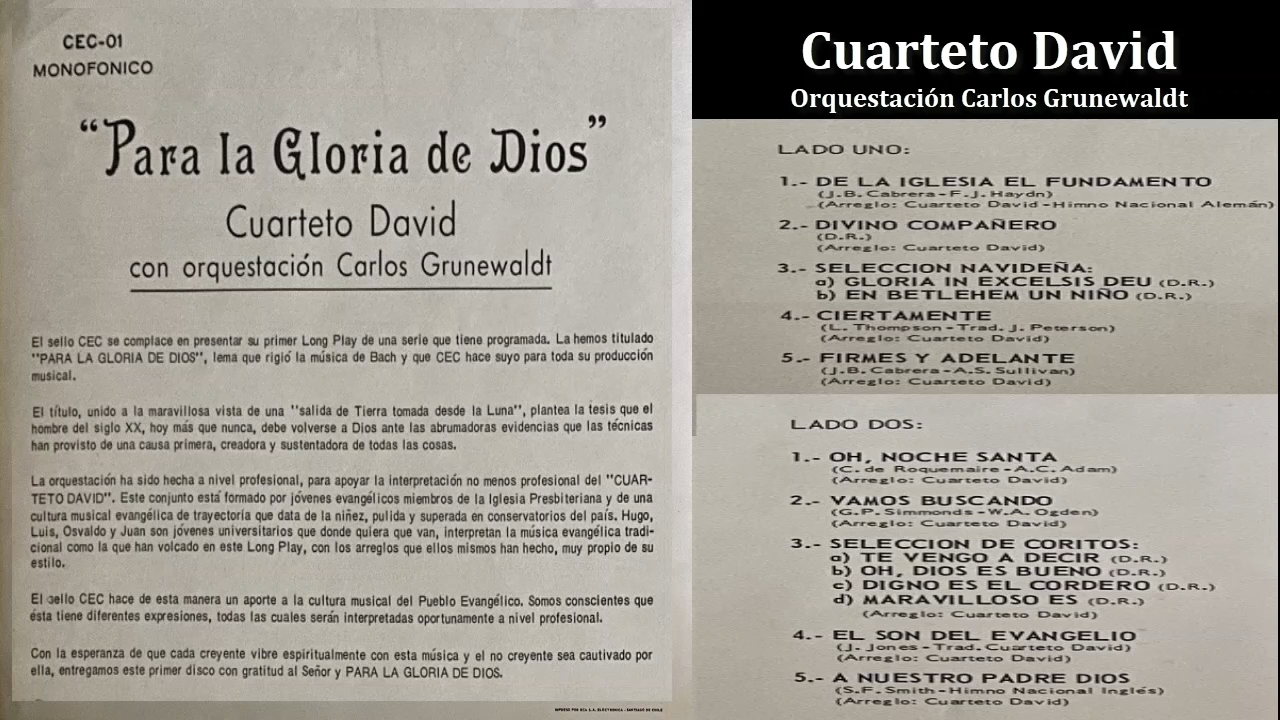 CEC-01
MONOFONICO
"Para la Gloria de Dios"
Cuarteto David
con orquestación Carlos Grunewaldt
El sello CEC se complace en presentar su primer Long Play de una serie que tiene programada. La hemos titulado
"PARA LA GLORIA DE DIOS", lema que rigió la música de Bach y que CEC hace suyo para toda su producción
musical.
El título, unido a la maravillosa vista de una "salida de Tierra tomada desde la Luna", plantea la tesis que el
hombre del siglo XX, hoy más que nunca, debe volverse a Dios ante las abrumadoras evidencias que las técnicas
han provisto de una causa primera, creadora y sustentadora de todas las cosas.
La orquestación ha sido hecha a nivel profesional, para apoyar la interpretación no menos profesional del "CUAR-
TETO DAVID". Este conjunto está formado por jóvenes evangélicos miembros de la Iglesia Presbiteriana y de una
cultura musical evangélica de trayectoria que data de la niñez, pulida y superada en conservatorios del país. Hugo,
Luis, Osvaldo y Juan son jóvenes universitarios que donde quiera que van, interpretan la música evangélica tradi-
cional como la que han volcado en este Long Play, con los arreglos que ellos mismos han hecho, muy propio de su
estilo.
El sello CEC hace de esta manera un aporte a la cultura musical del Pueblo Evangélico. Somos conscientes que
ésta tiene diferentes expresiones, todas las cuales serán interpretadas oportunamente a nivel profesional.
Con la esperanza de que cada creyente vibre espiritualmente con esta música y el no creyente sea cautivado por
ella, entregamos este primer disco con gratitud al Señor y PARA LA GLORIA DE DIOS.
IMPRESO POR RCA S.A. ELECTRONICA - SANTIAGO DE CHILE
Cuarteto David
Orquestación Carlos Grunewaldt
LADO UNO:
1.- DE LA IGLESIA EL FUNDAMENTO
(J.B. Cabrera-F.J. Haydn)
(Arreglo: Cuarteto David-Himno Nacional Alemán)
2.- DIVINO COMPAÑERO
(D.R.)
(Arreglo: Cuarteto David)
3.- SELECCION NAVIDEÑA:
a) GLORIA IN EXCELSIS DEU (D.R.)
b) EN BETLEHEM UN NIÑO (D.R.)
4.- CIERTAMENTE
(L. Thompson-Trad. J. Peterson)
(Arreglo: Cuarteto David)
5.- FIRMES Y ADELANTE
(J.B. Cabrera-A.S. Sullivan)
(Arreglo: Cuarteto David)
LADO DOS:
1.- OH, NOCHE SANTA
(C. de Roquemaire-A.C. Adam)
(Arreglo: Cuarteto David)
2.- VAMOS BUSCANDO
(G.P. Simmonds-W.A. Ogden)
(Arreglo: Cuarteto David)
3.- SELECCION DE CORITOS:
a) TE VENGO A DECIR (D.R.)
b) OH, DIOS ES BUENO (D.R.)
c) DIGNO ES EL CORDERO (D.R.)
d) MARAVILLOSO ES (D.R.)
(Arreglo: Cuarteto David)
4.- EL SON DEL EVANGELIO
(J. Jones-Trad. Cuarteto David)
(Arreglo: Cuarteto David)
5.- A NUESTRO PADRE DIOS
(S.F. Smith-Himno Nacional Inglés)
(Arreglo: Cuarteto David)